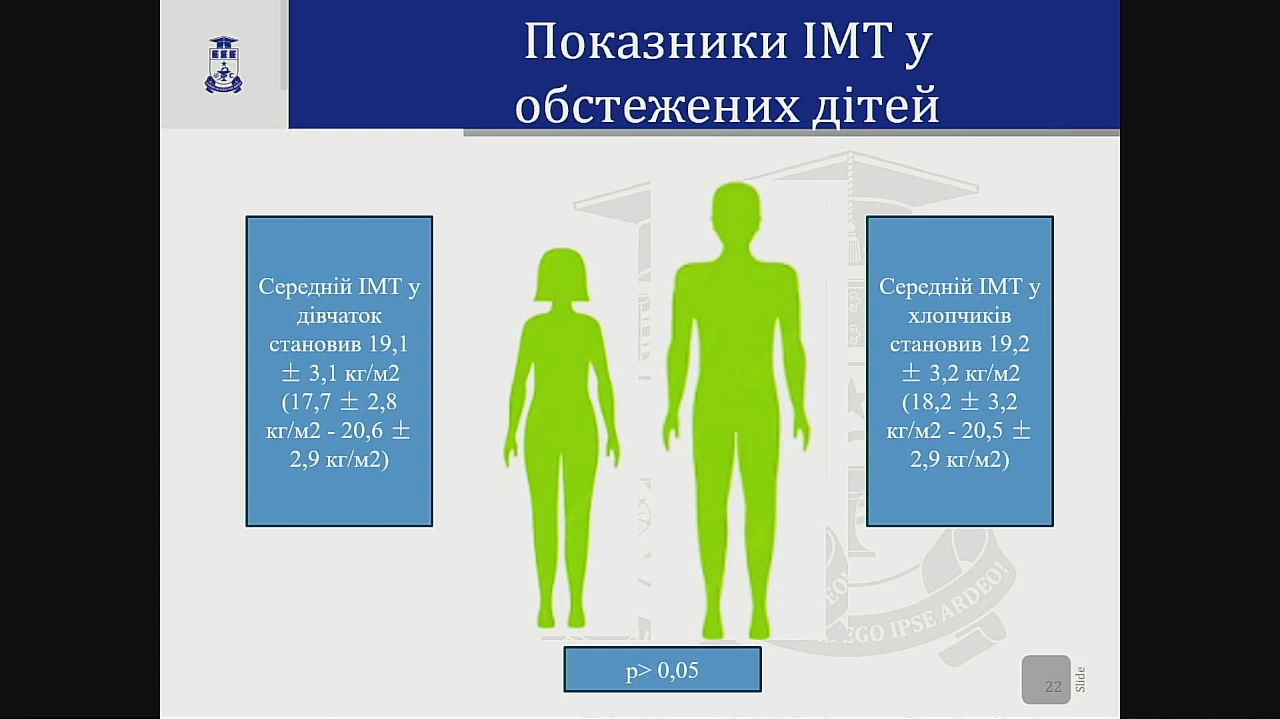 Показники ІМТ у
обстежених дітей
Середній ІМТ у
дівчаток
становив 19,1
± 3,1 кг/м2
(17,7 ± 2,8
кг/м2 - 20,6 ±
2,9 кг/м2)
Середній ІМТ у
хлопчиків
становив 19,2
± 3,2 кг/м2
(18,2 ± 3,2
кг/м2 - 20,5 ±
2,9 кг/м2)
EGO IPSE ARDEO!
p> 0,05
22
Slide